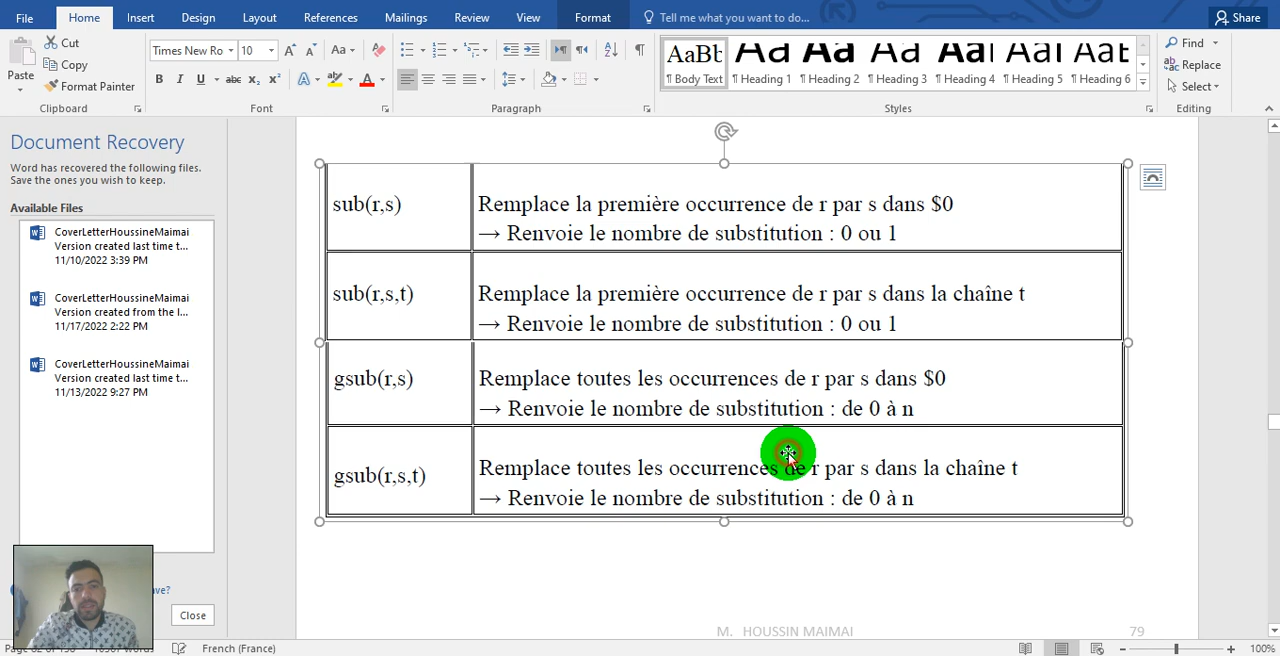 File Home Insert Design Layout References Mailings Review View Format Tell me what you want to do... Share
Paste
Cut
Copy
Format Painter
Clipboard
Times New Ro 10
Font
Paragraph
AaBb AaBb AaBb AaBb AaBb AaBb AaBb
¶ Body Text ¶ Heading 1 ¶ Heading 2 ¶ Heading 3 ¶ Heading 4 ¶ Heading 5 ¶ Heading 6
Styles
Find
Replace
Select
Editing
Document Recovery
Word has recovered the following files.
Save the ones you wish to keep.
Available Files
CoverLetterHoussineMaimai
Version created last time t...
11/10/2022 3:39 PM
CoverLetterHoussineMaimai
Version created from the l...
11/17/2022 2:22 PM
CoverLetterHoussineMaimai
Version created last time t...
11/13/2022 9:27 PM
Close
sub(r,s)
Remplace la première occurrence de r par s dans $0
→ Renvoie le nombre de substitution : 0 ou 1
sub(r,s,t)
Remplace la première occurrence de r par s dans la chaîne t
→ Renvoie le nombre de substitution : 0 ou 1
gsub(r,s)
Remplace toutes les occurrences de r par s dans $0
→ Renvoie le nombre de substitution : de 0 à n
gsub(r,s,t)
Remplace toutes les occurrences de r par s dans la chaîne t
→ Renvoie le nombre de substitution : de 0 à n
M. HOUSSIN MAIMAI 79
French (France) 100%